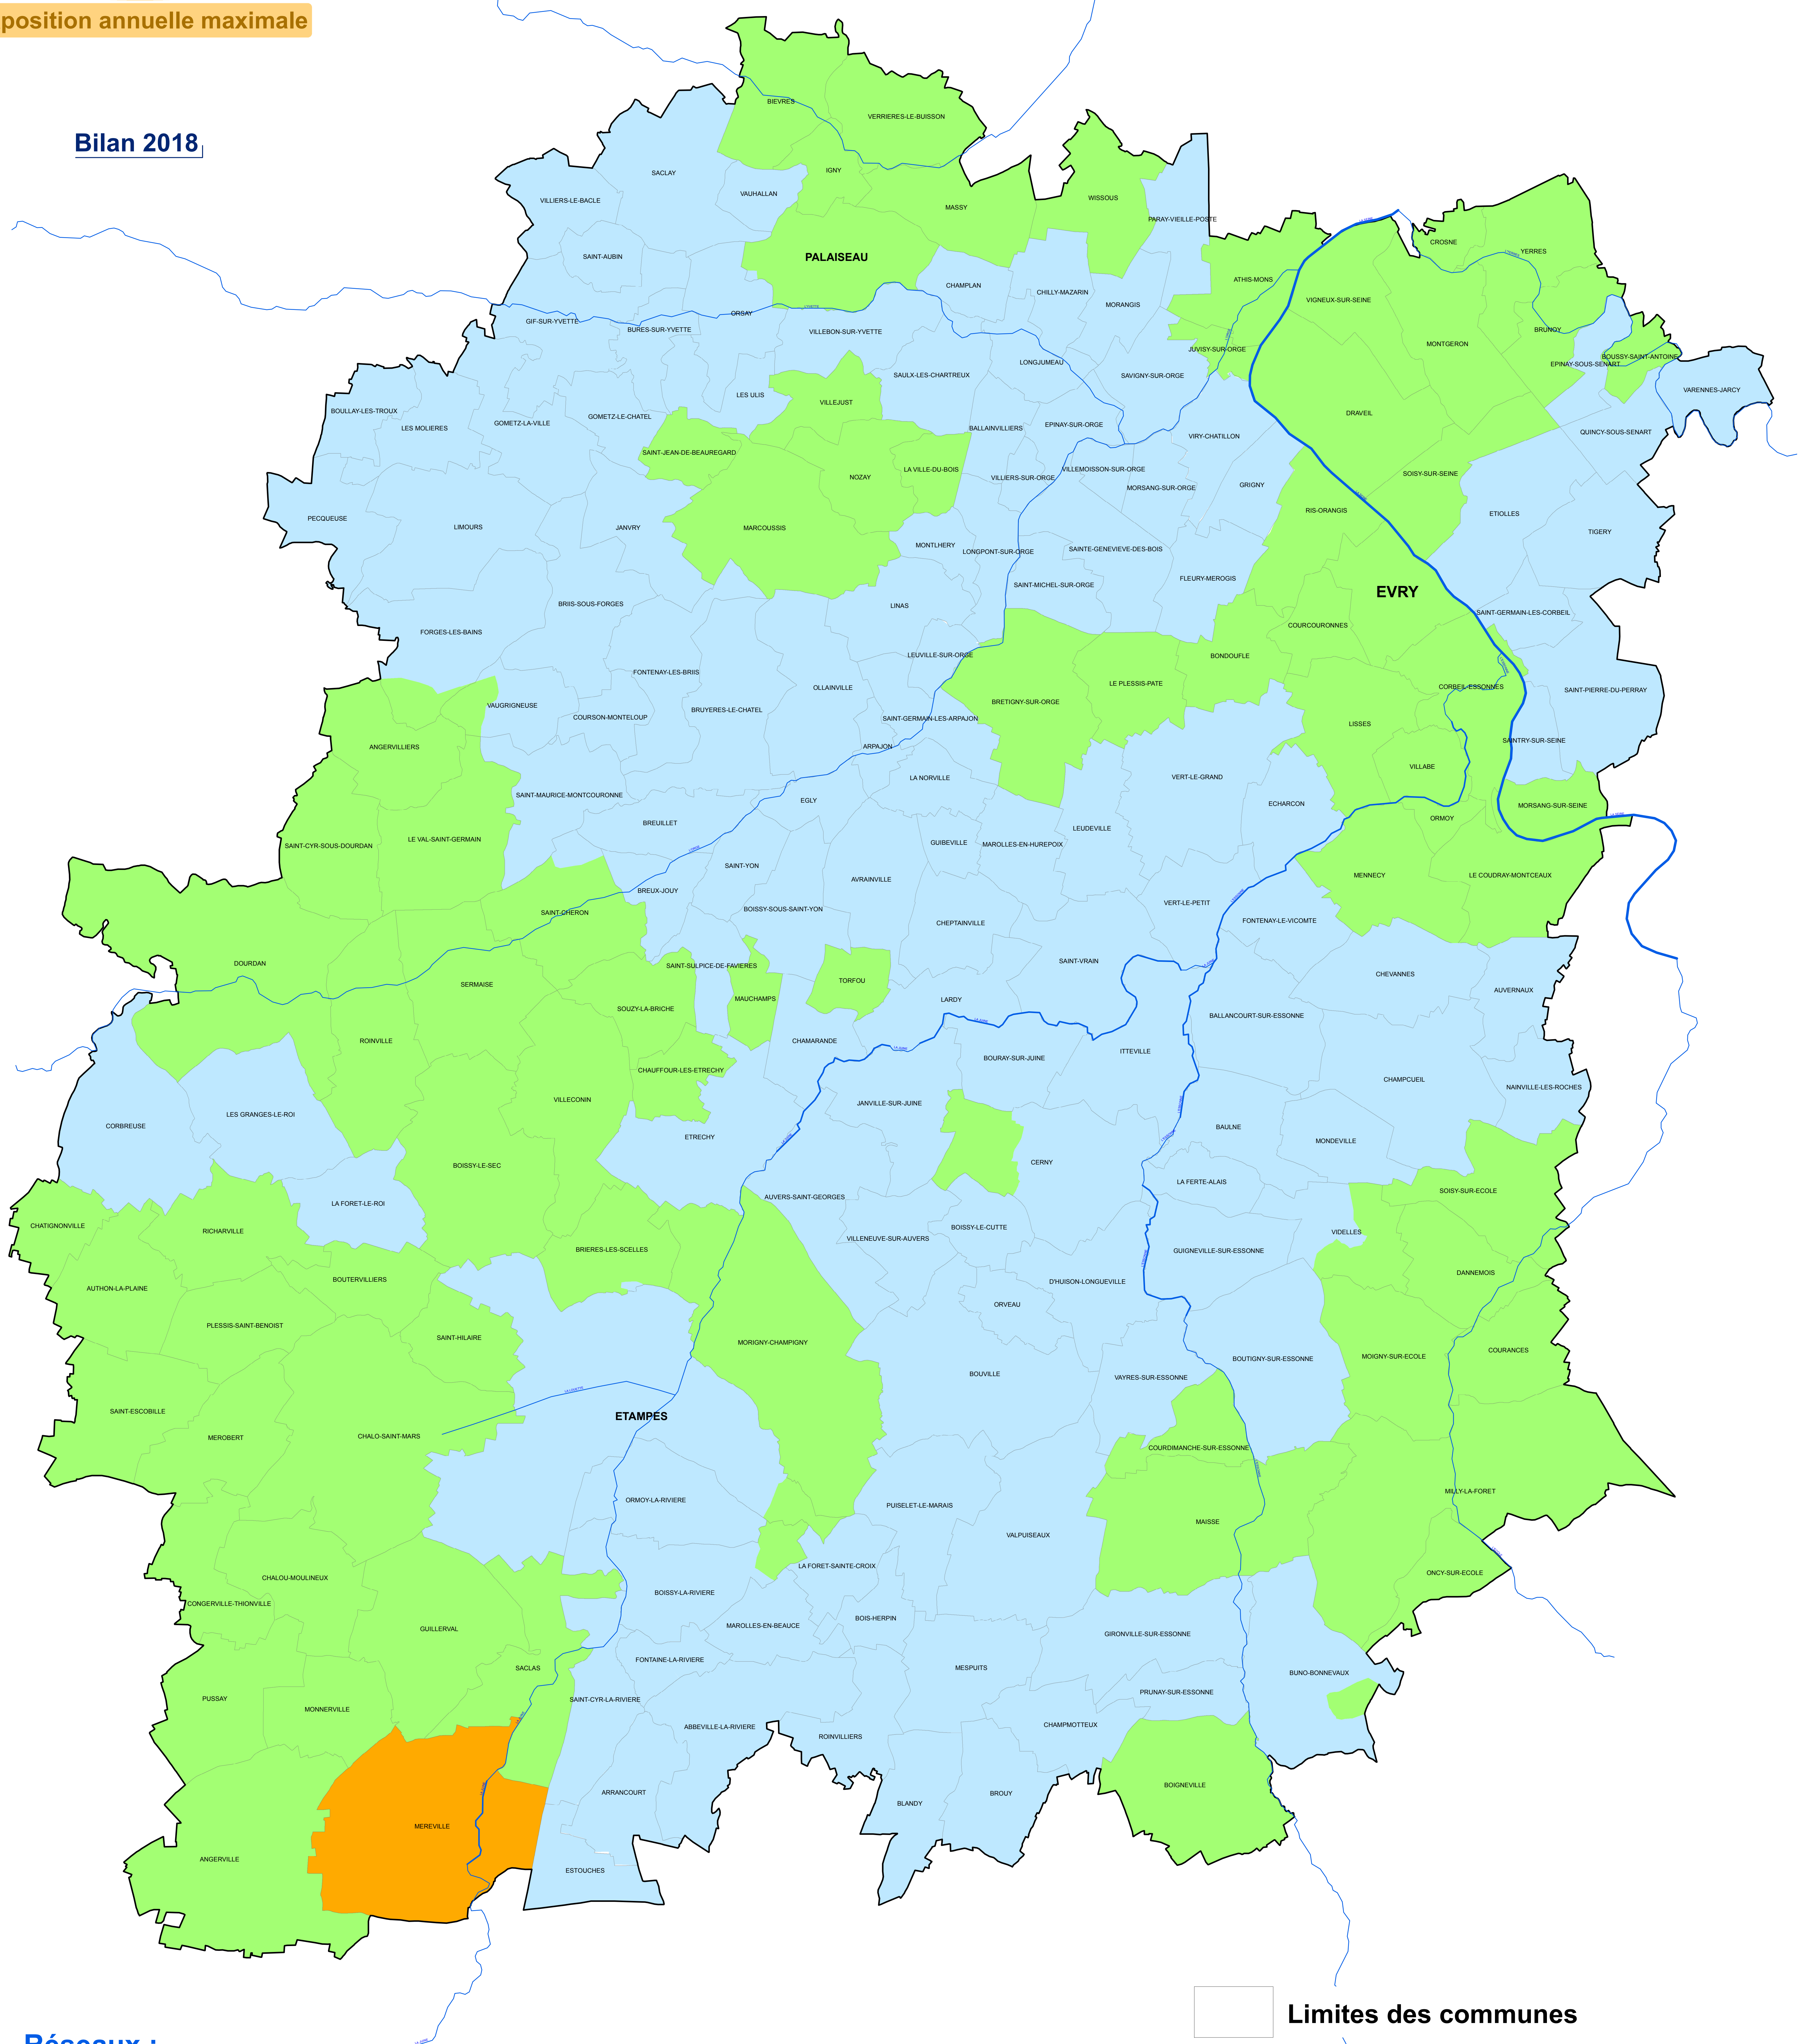 position annuelle maximale
Bilan 2018
BIEVRES
VERRIERES-LE-BUISSON
SACLAY
IGNY
VAUHALLAN
VILLIERS-LE-BACLE
WISSOUS
MASSY
PARAY-VIEILLE-POSTE
CROSNE
YERRES
SAINT-AUBIN
PALAISEAU
ATHIS-MONS
CHAMPLAN
CHILLY-MAZARIN
VIGNEUX-SUR-SEINE
MORANGIS
ORSAY
GIF-SUR-YVETTE
BURES-SUR-YVETTE
VILLEBON-SUR-YVETTE
BRUNOY
MONTGERON
JUVISY-SUR-ORGE
BOUSSY-SAINT-ANTOINE
EPINAY-SOUS-SENART
LONGJUMEAU
SAULX-LES-CHARTREUX
SAVIGNY-SUR-ORGE
VARENNES-JARCY
LES ULIS
VILLEJUST
BOULLAY-LES-TROUX
DRAVEIL
GOMETZ-LE-CHATEL
GOMETZ-LA-VILLE
LES MOLIERES
BALLAINVILLIERS
EPINAY-SUR-ORGE
QUINCY-SOUS-SENART
VIRY-CHATILLON
SAINT-JEAN-DE-BEAUREGARD
LA VILLE-DU-BOIS
VILLEMOISSON-SUR-ORGE
NOZAY
VILLIERS-SUR-ORGE
SOISY-SUR-SEINE
GRIGNY
MORSANG-SUR-ORGE
RIS-ORANGIS
ETIOLLES
PECQUEUSE
LIMOURS
JANVRY
MARCOUSSIS
TIGERY
MONTLHERY
LONGPONT-SUR-ORGE
SAINTE-GENEVIEVE-DES-BOIS
FLEURY-MEROGIS
SAINT-MICHEL-SUR-ORGE
EVRY
BRIIS-SOUS-FORGES
LINAS
SAINT-GERMAIN-LES-CORBEIL
COURCOURONNES
FORGES-LES-BAINS
LEUVILLE-SUR-ORGE
BONDOUFLE
FONTENAY-LES-BRIIS
LE PLESSIS-PATE
OLLAINVILLE
CORBEIL-ESSONNES
SAINT-PIERRE-DU-PERRAY
BRETIGNY-SUR-ORGE
VAUGRIGNEUSE
BRUYERES-LE-CHATEL
COURSON-MONTELOUP
SAINT-GERMAIN-LES-ARPAJON
LISSES
SAINTRY-SUR-SEINE
ANGERVILLIERS
ARPAJON
VILLABE
LA NORVILLE
VERT-LE-GRAND
SAINT-MAURICE-MONTCOURONNE
EGLY
ECHARCON
MORSANG-SUR-SEINE
ORMOY
BREUILLET
LEUDEVILLE
LE VAL-SAINT-GERMAIN
GUIBEVILLE
MAROLLES-EN-HUREPOIX
SAINT-CYR-SOUS-DOURDAN
SAINT-YON
MENNECY
LE COUDRAY-MONTCEAUX
AVRAINVILLE
BREUX-JOUY
VERT-LE-PETIT
BOISSY-SOUS-SAINT-YON
SAINT-CHERON
FONTENAY-LE-VICOMTE
CHEPTAINVILLE
SAINT-VRAIN
DOURDAN
SAINT-SULPICE-DE-FAVIERES
CHEVANNES
TORFOU
SERMAISE
AUVERNAUX
MAUCHAMPS
LARDY
SOUZY-LA-BRICHE
BALLANCOURT-SUR-ESSONNE
ROINVILLE
CHAMARANDE
ITTEVILLE
BOURAY-SUR-JUINE
CHAUFFOUR-LES-ETRECHY
CHAMPCUEIL
NAINVILLE-LES-ROCHES
VILLECONIN
JANVILLE-SUR-JUINE
LES GRANGES-LE-ROI
CORBREUSE
BAULNE
ETRECHY
MONDEVILLE
CERNY
BOISSY-LE-SEC
LA FERTE-ALAIS
SOISY-SUR-ECOLE
AUVERS-SAINT-GEORGES
LA FORET-LE-ROI
CHATIGNONVILLE
BOISSY-LE-CUTTE
RICHARVILLE
VIDELLES
VILLENEUVE-SUR-AUVERS
BRIERES-LES-SCELLES
GUIGNEVILLE-SUR-ESSONNE
DANNEMOIS
BOUTERVILLIERS
D'HUISON-LONGUEVILLE
AUTHON-LA-PLAINE
ORVEAU
PLESSIS-SAINT-BENOIST
SAINT-HILAIRE
MORIGNY-CHAMPIGNY
COURANCES
MOIGNY-SUR-ECOLE
BOUTIGNY-SUR-ESSONNE
BOUVILLE
VAYRES-SUR-ESSONNE
SAINT-ESCOBILLE
ETAMPES
CHALO-SAINT-MARS
MEROBERT
COURDIMANCHE-SUR-ESSONNE
MILLY-LA-FORET
ORMOY-LA-RIVIERE
PUISELET-LE-MARAIS
MAISSE
VALPUISEAUX
LA FORET-SAINTE-CROIX
ONCY-SUR-ECOLE
CHALOU-MOULINEUX
BOISSY-LA-RIVIERE
CONGERVILLE-THIONVILLE
BOIS-HERPIN
MAROLLES-EN-BEAUCE
GUILLERVAL
GIRONVILLE-SUR-ESSONNE
FONTAINE-LA-RIVIERE
SACLAS
MESPUITS
BUNO-BONNEVAUX
PRUNAY-SUR-ESSONNE
PUSSAY
SAINT-CYR-LA-RIVIERE
MONNERVILLE
CHAMPMOTTEUX
ABBEVILLE-LA-RIVIERE
ROINVILLIERS
BOIGNEVILLE
ARRANCOURT
BROUY
BLANDY
MEREVILLE
ANGERVILLE
ESTOUCHES
Limites des communes
Réseaux :